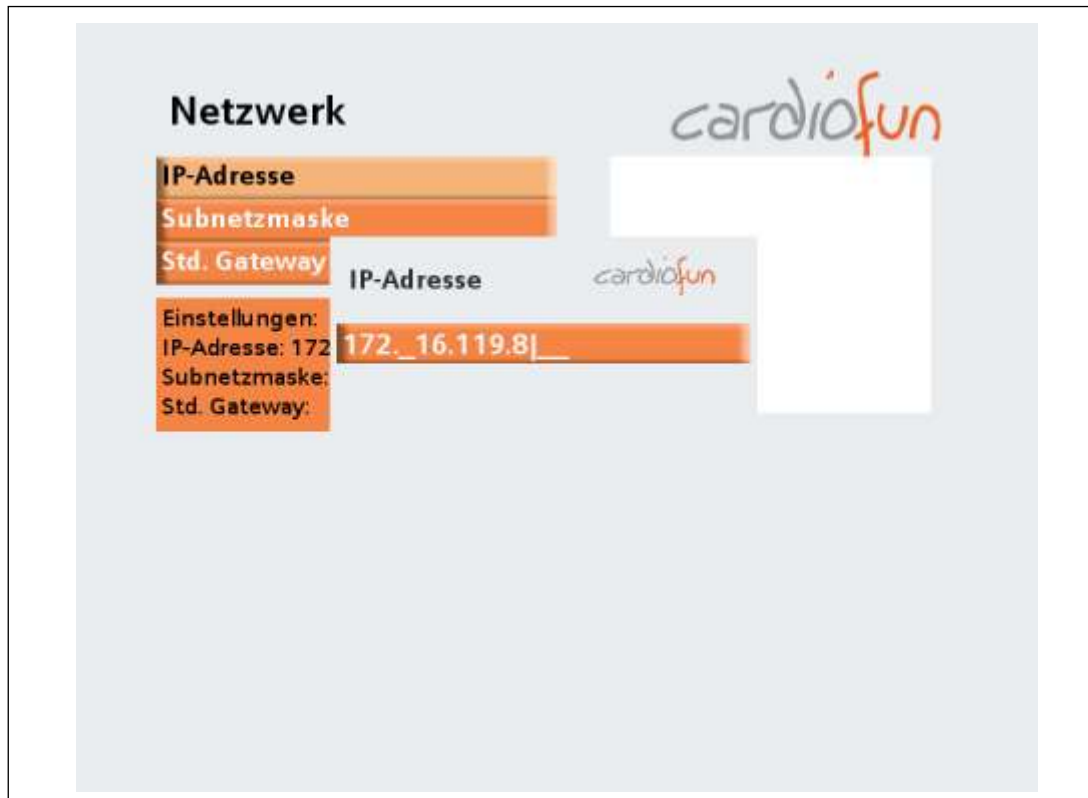 Netzwerk
cardiofun
IP-Adresse
Subnetzmaske
Std. Gateway
IP-Adresse
cardiofun
172._16.119.8|__
Einstellungen:
IP-Adresse: 172
Subnetzmaske:
Std. Gateway: